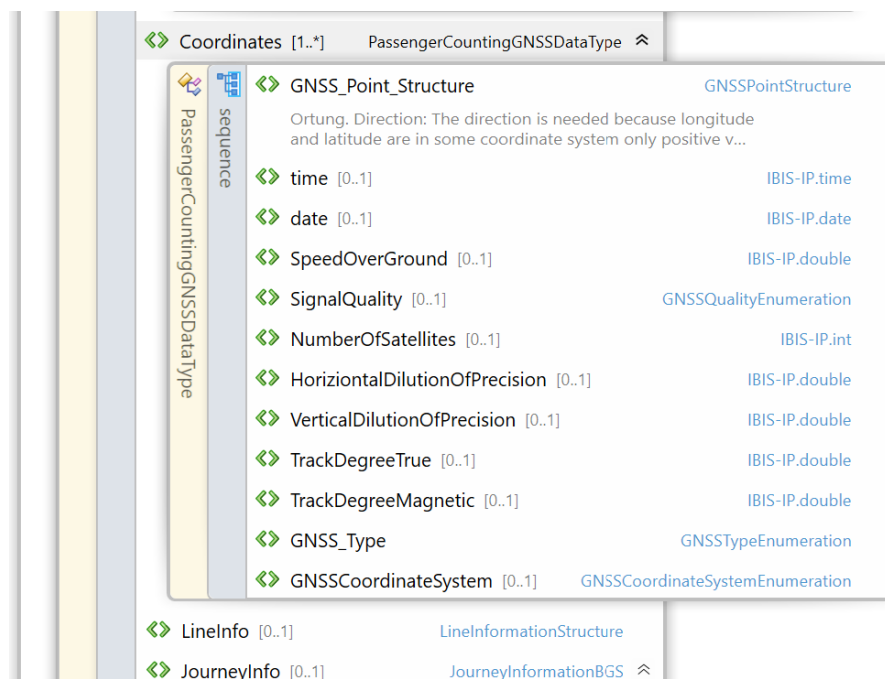 Coordinates [1..*] PassengerCountingGNSSDataType
PassengerCountingGNSSDataType
sequence
GNSS_Point_Structure GNSSPointStructure
Ortung. Direction: The direction is needed because longitude
and latitude are in some coordinate system only positive v...
time [0..1] IBIS-IP.time
date [0..1] IBIS-IP.date
SpeedOverGround [0..1] IBIS-IP.double
SignalQuality [0..1] GNSSQualityEnumeration
NumberOfSatellites [0..1] IBIS-IP.int
HoriziontalDilutionOfPrecision [0..1] IBIS-IP.double
VerticalDilutionOfPrecision [0..1] IBIS-IP.double
TrackDegreeTrue [0..1] IBIS-IP.double
TrackDegreeMagnetic [0..1] IBIS-IP.double
GNSS_Type GNSSTypeEnumeration
GNSSCoordinateSystem [0..1] GNSSCoordinateSystemEnumeration
LineInfo [0..1] LineInformationStructure
JourneyInfo [0..1] JourneyInformationBGS